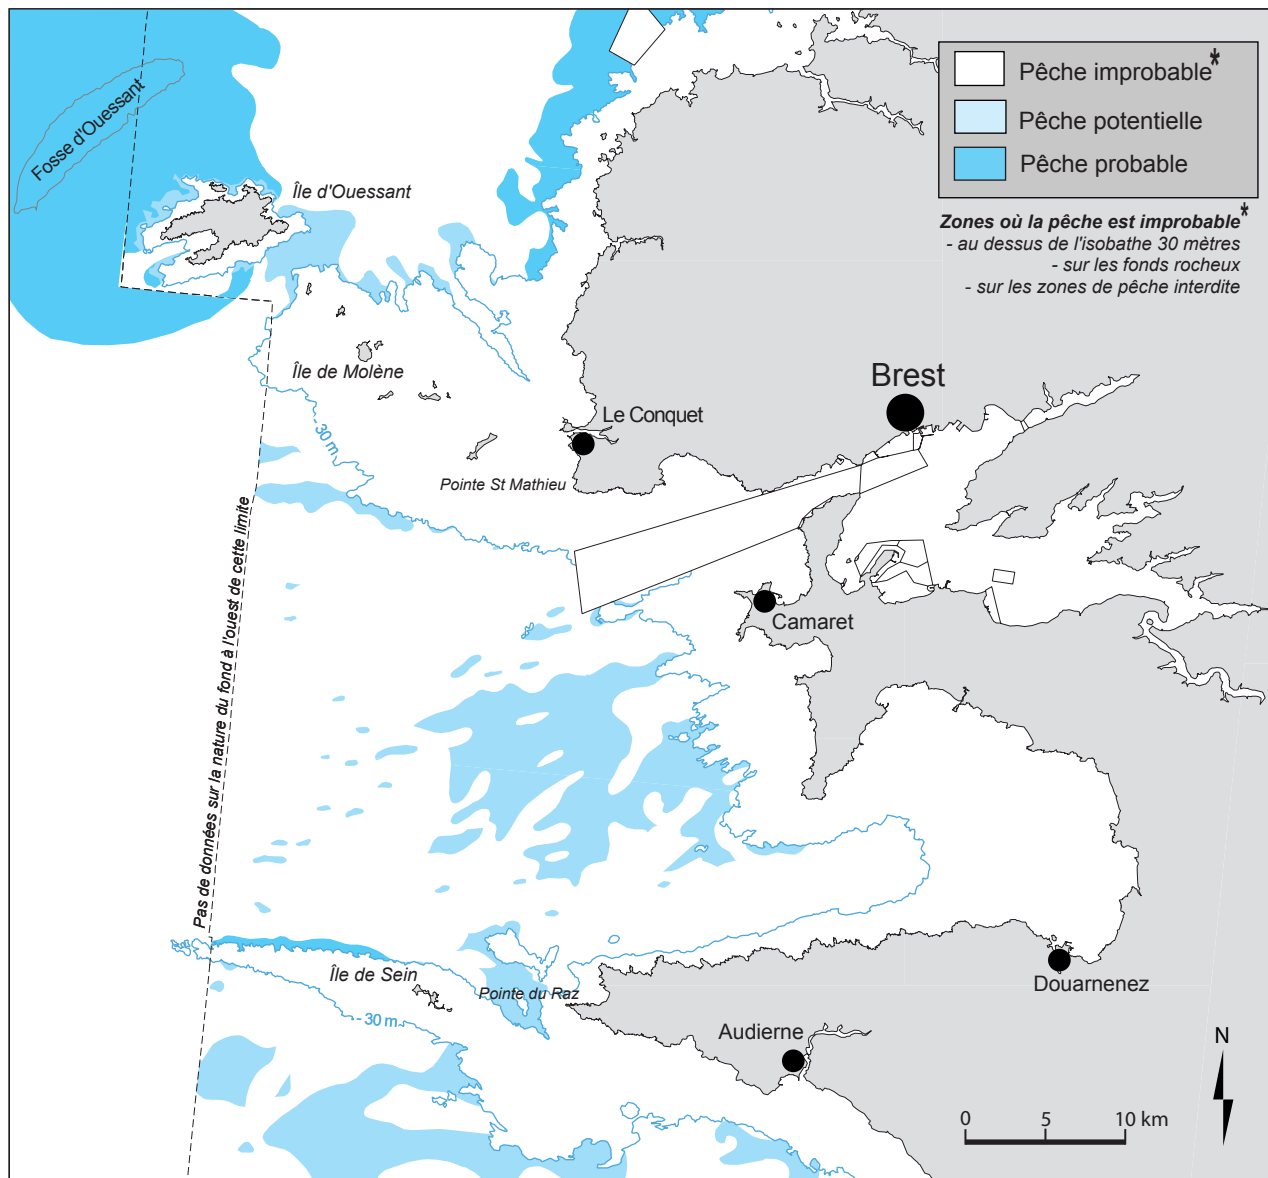 Pêche improbable*
Pêche potentielle
Pêche probable
Zones où la pêche est improbable*
- au dessus de l'isobathe 30 mètres
- sur les fonds rocheux
- sur les zones de pêche interdite
Fosse d'Ouessant
Île d'Ouessant
Île de Molène
Brest
Le Conquet
- 30 m
Pointe St Mathieu
Pas de données sur la nature du fond à l'ouest de cette limite
Camaret
Île de Sein
Pointe du Raz
Douarnenez
- 30 m
Audierne
N
0 5 10 km